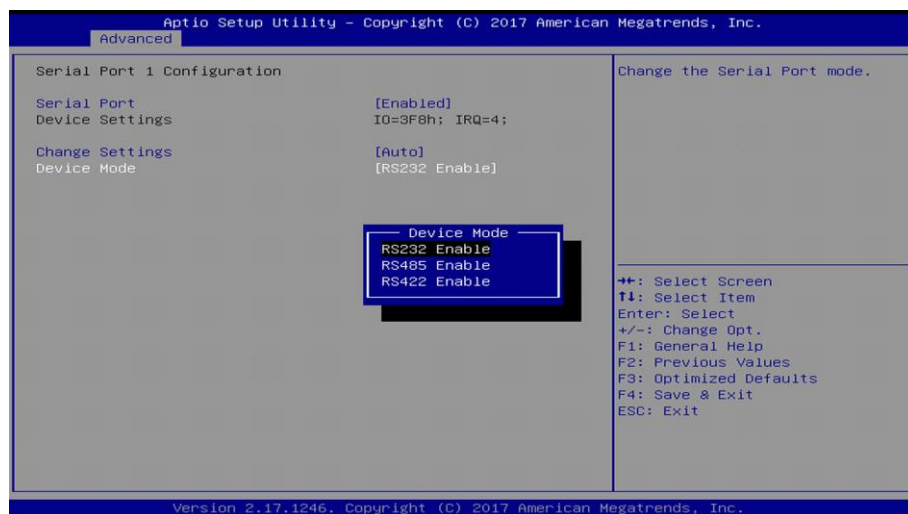 Aptio Setup Utility – Copyright (C) 2017 American Megatrends, Inc.
Advanced
Serial Port 1 Configuration
Serial Port [Enabled]
Device Settings IO=3F8h; IRQ=4;
Change Settings [Auto]
Device Mode [RS232 Enable]
Device Mode
RS232 Enable
RS485 Enable
RS422 Enable
Change the Serial Port mode.
→←: Select Screen
↑↓: Select Item
Enter: Select
+/-: Change Opt.
F1: General Help
F2: Previous Values
F3: Optimized Defaults
F4: Save & Exit
ESC: Exit
Version 2.17.1246. Copyright (C) 2017 American Megatrends, Inc.